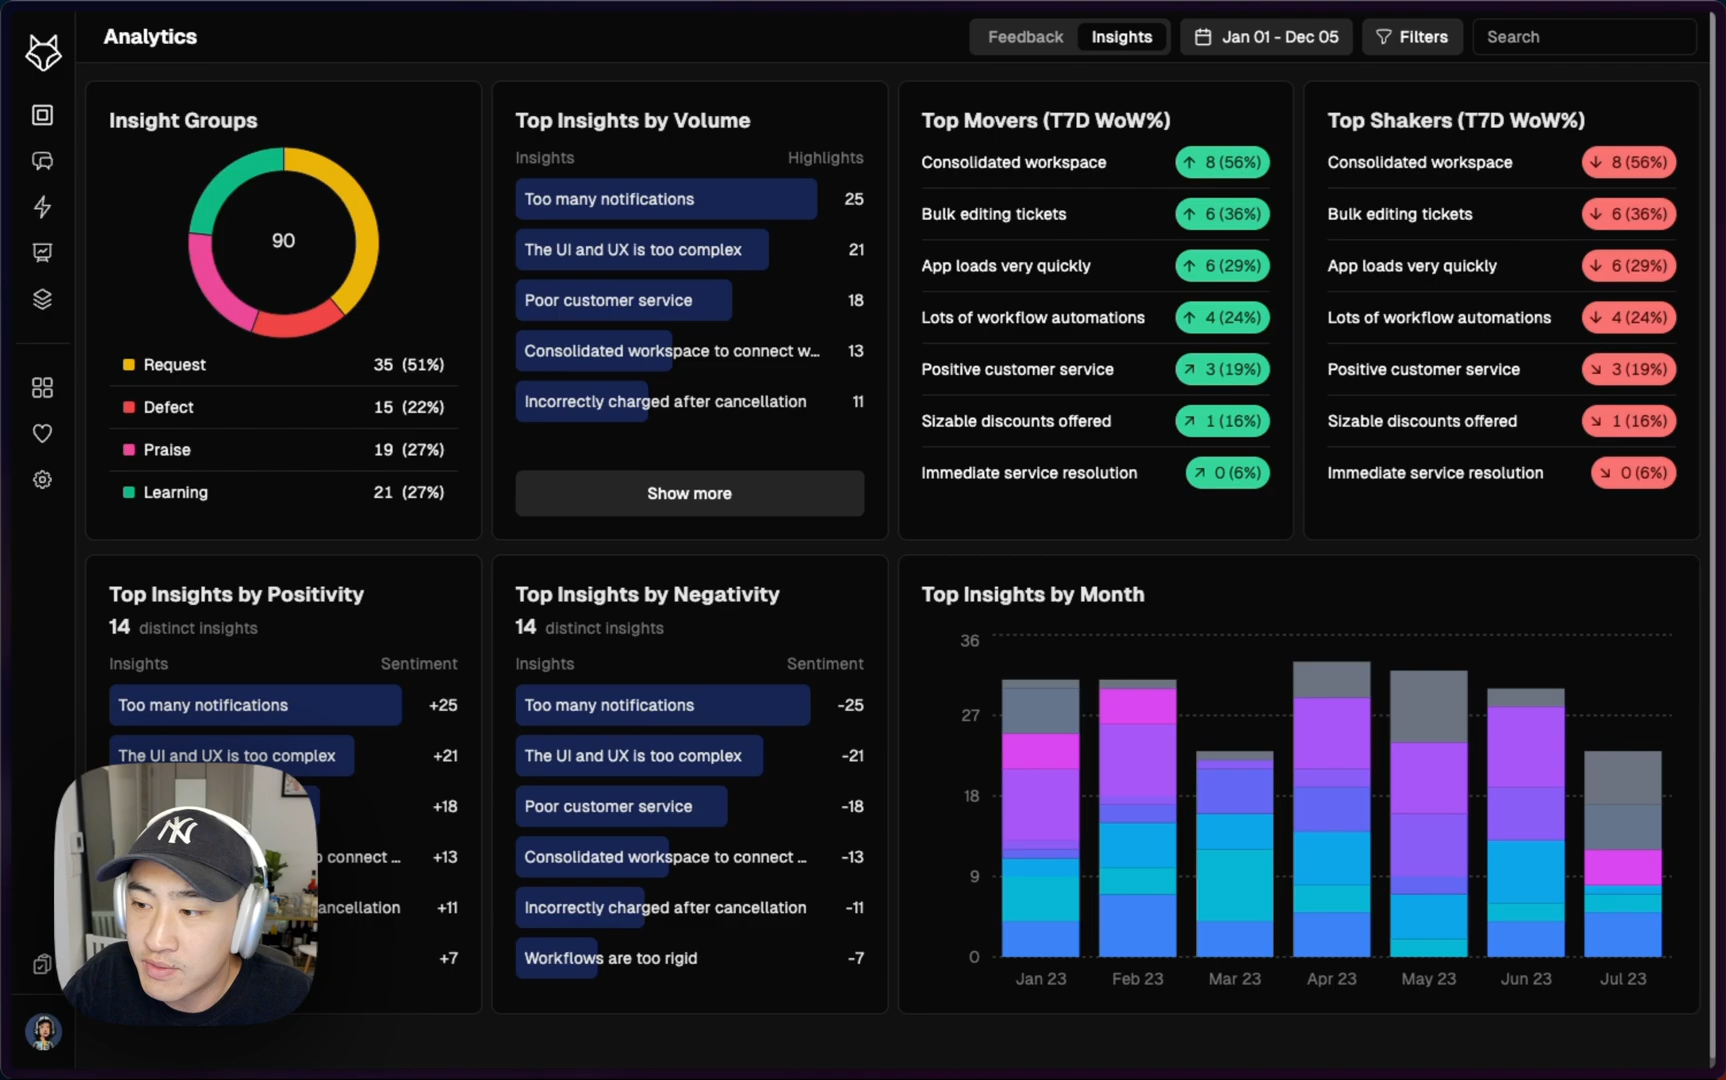 Analytics
Feedback Insights Jan 01 - Dec 05 Filters Search
Insight Groups
90
Request 35 (51%)
Defect 15 (22%)
Praise 19 (27%)
Learning 21 (27%)
Top Insights by Volume
Insights Highlights
Too many notifications 25
The UI and UX is too complex 21
Poor customer service 18
Consolidated workspace to connect w... 13
Incorrectly charged after cancellation 11
Show more
Top Movers (T7D WoW%)
Consolidated workspace ↑ 8 (56%)
Bulk editing tickets ↑ 6 (36%)
App loads very quickly ↑ 6 (29%)
Lots of workflow automations ↑ 4 (24%)
Positive customer service ↗ 3 (19%)
Sizable discounts offered ↗ 1 (16%)
Immediate service resolution ↗ 0 (6%)
Top Shakers (T7D WoW%)
Consolidated workspace ↓ 8 (56%)
Bulk editing tickets ↓ 6 (36%)
App loads very quickly ↓ 6 (29%)
Lots of workflow automations ↓ 4 (24%)
Positive customer service ↘ 3 (19%)
Sizable discounts offered ↘ 1 (16%)
Immediate service resolution ↘ 0 (6%)
Top Insights by Positivity
14 distinct insights
Insights Sentiment
Too many notifications +25
The UI and UX is too complex +21
+18
connect ... +13
ancellation +11
+7
Top Insights by Negativity
14 distinct insights
Insights Sentiment
Too many notifications -25
The UI and UX is too complex -21
Poor customer service -18
Consolidated workspace to connect ... -13
Incorrectly charged after cancellation -11
Workflows are too rigid -7
Top Insights by Month
36
27
18
9
0
Jan 23 Feb 23 Mar 23 Apr 23 May 23 Jun 23 Jul 23
NY